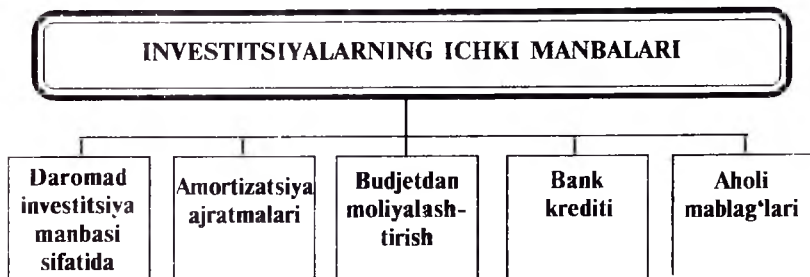 INVESTITSIYALARNING ICHKI MANBALARI
Daromad
investitsiya
manbasi
sifatida
Amortizatsiya
ajratmalari
Budjetdan
moliyalash-
tirish
Bank
krediti
Aholi
mablag‘lari